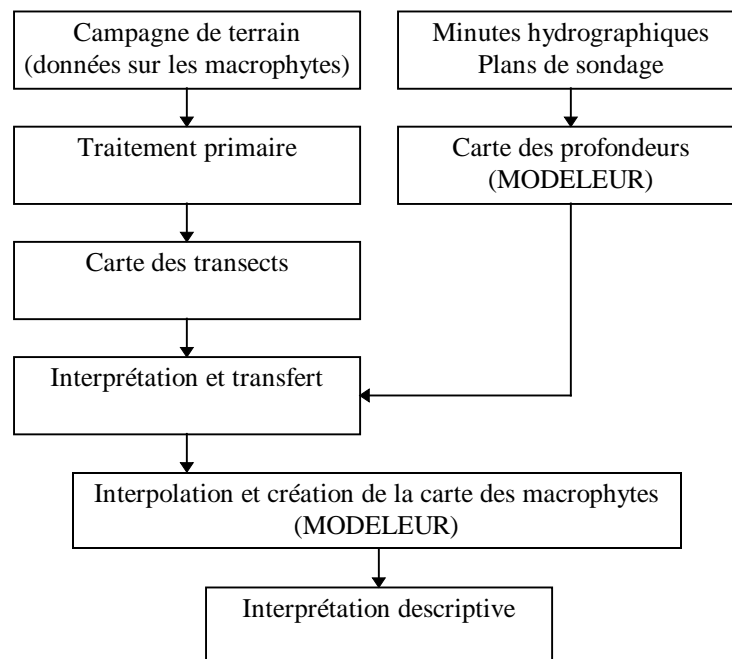 Campagne de terrain
(données sur les macrophytes)
Minutes hydrographiques
Plans de sondage
Traitement primaire
Carte des profondeurs
(MODELEUR)
Carte des transects
Interprétation et transfert
Interpolation et création de la carte des macrophytes
(MODELEUR)
Interprétation descriptive